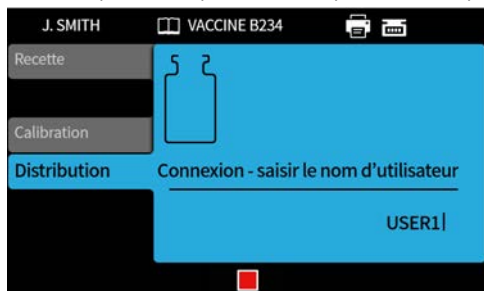 J. SMITH VACCINE B234
Recette
Calibration
Distribution
Connexion - saisir le nom d'utilisateur
USER1